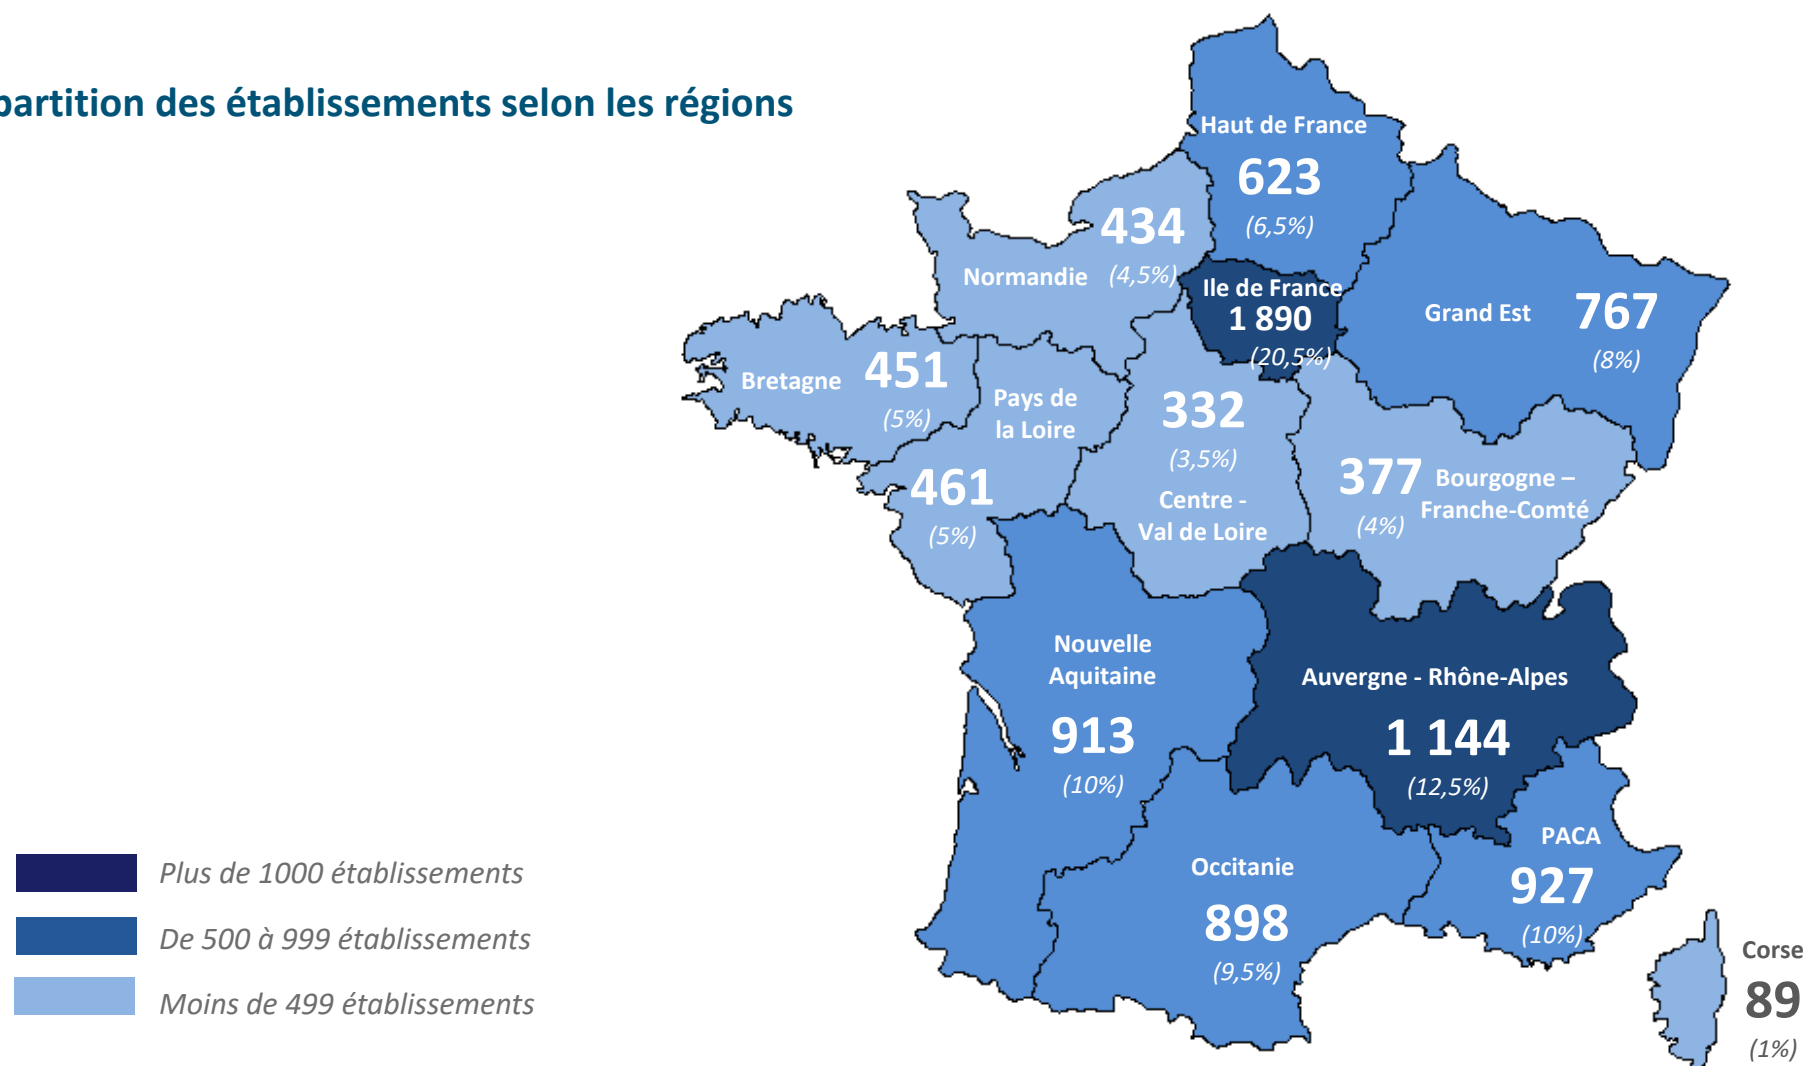 partition des établissements selon les régions
Haut de France
623
(6,5%)
434
Normandie (4,5%)
Ile de France
1 890
(20,5%)
Grand Est 767
(8%)
Bretagne 451
(5%)
Pays de
la Loire
461
(5%)
332
(3,5%)
Centre -
Val de Loire
377 Bourgogne –
(4%) Franche-Comté
Nouvelle
Aquitaine
913
(10%)
Auvergne - Rhône-Alpes
1 144
(12,5%)
PACA
927
(10%)
Occitanie
898
(9,5%)
Corse
89
(1%)
Plus de 1000 établissements
De 500 à 999 établissements
Moins de 499 établissements